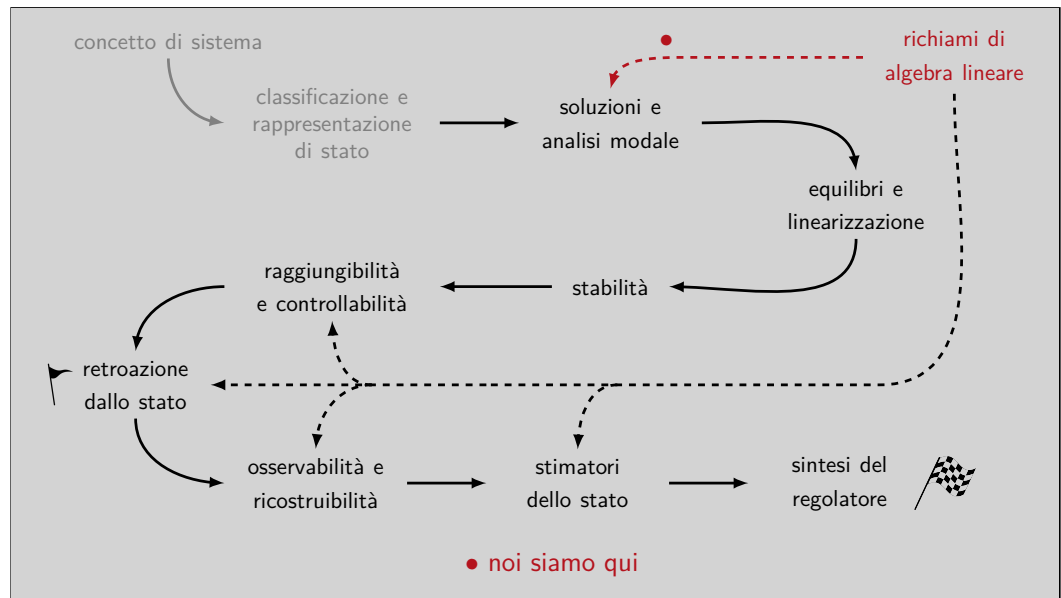 concetto di sistema
richiami di
algebra lineare
classificazione e
rappresentazione
di stato
soluzioni e
analisi modale
equilibri e
linearizzazione
raggiungibilità
e controllabilità
stabilità
retroazione
dallo stato
osservabilità e
ricostruibilità
stimatori
dello stato
sintesi del
regolatore
• noi siamo qui